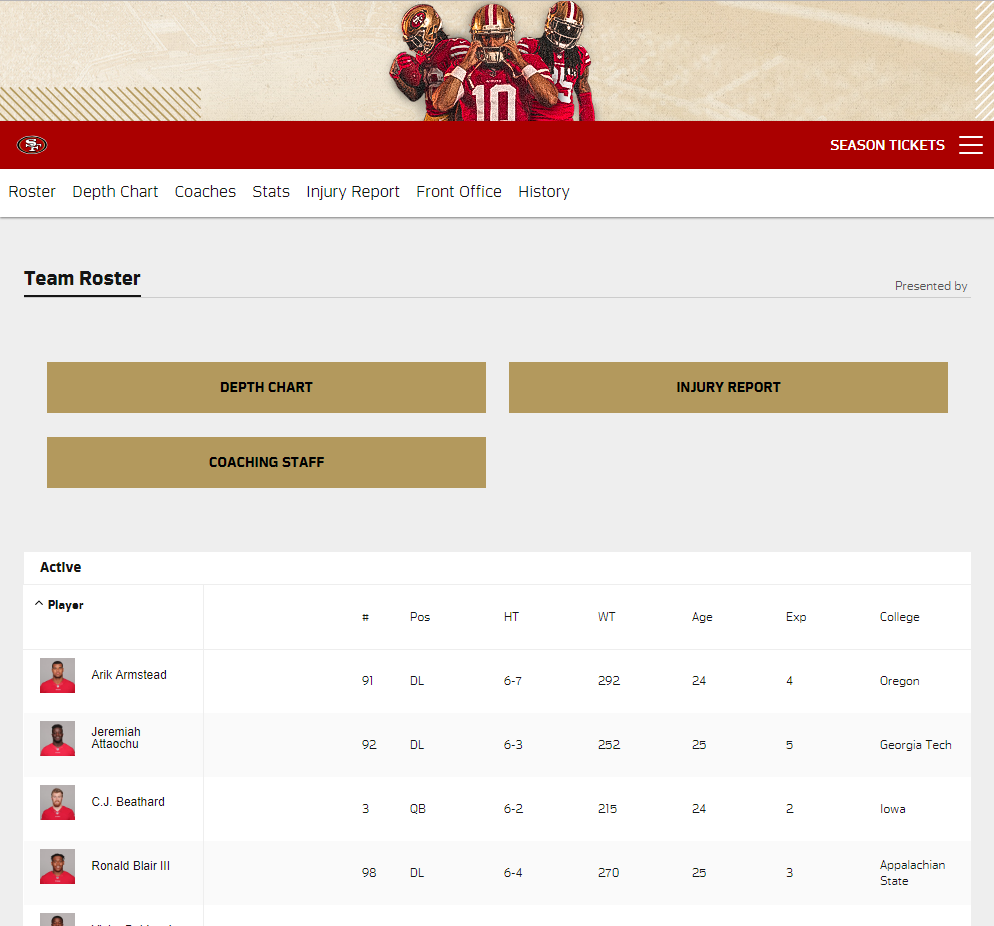 10
SF
SEASON TICKETS
Roster Depth Chart Coaches Stats Injury Report Front Office History
Team Roster
Presented by
DEPTH CHART INJURY REPORT
COACHING STAFF
Active
Player # Pos HT WT Age Exp College
Arik Armstead 91 DL 6-7 292 24 4 Oregon
Jeremiah
Attaochu 92 DL 6-3 252 25 5 Georgia Tech
C.J. Beathard 3 QB 6-2 215 24 2 Iowa
Ronald Blair III 98 DL 6-4 270 25 3 Appalachian
State